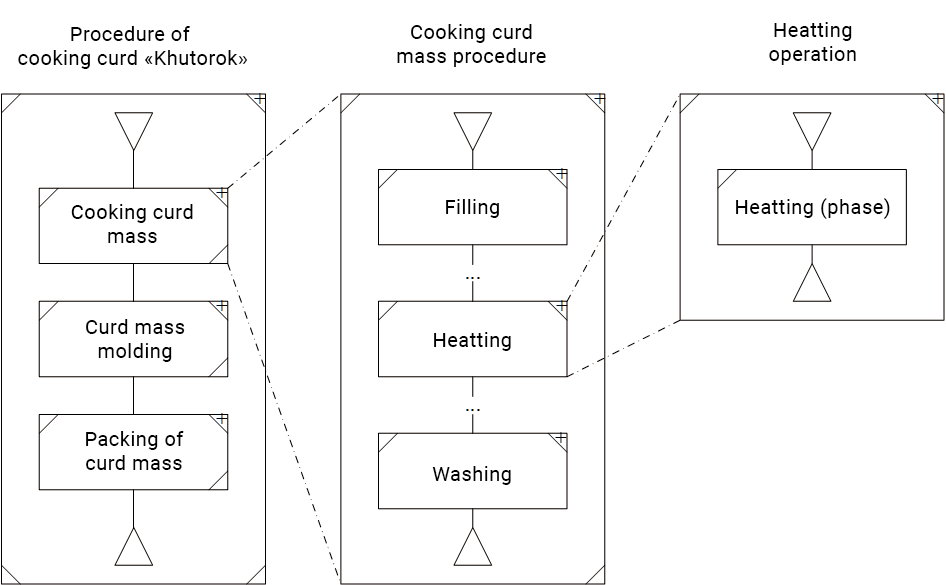 Procedure of
cooking curd «Khutorok»
Cooking curd
mass
Curd mass
molding
Packing of
curd mass
Cooking curd
mass procedure
Filling
...
Heatting
...
Washing
Heatting
operation
Heatting (phase)